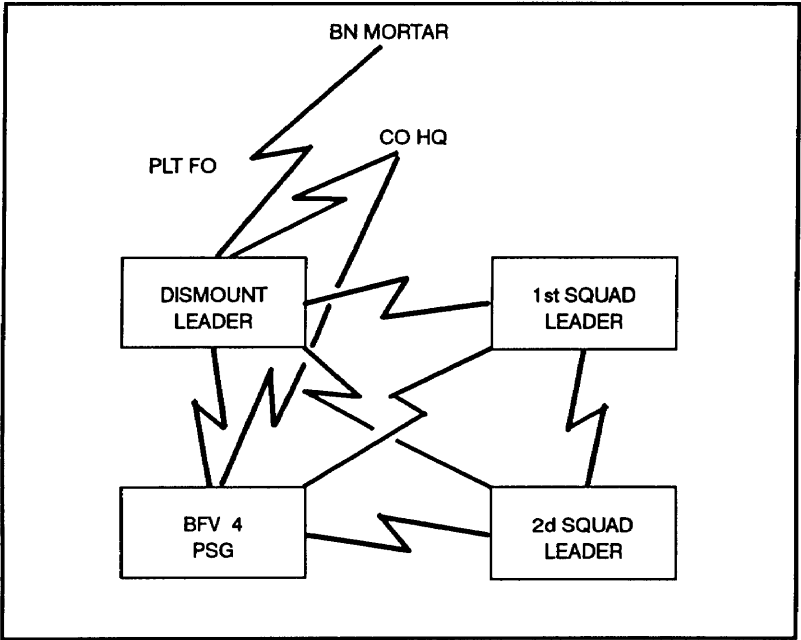 BN MORTAR
CO HQ
PLT FO
DISMOUNT
LEADER
1st SQUAD
LEADER
BFV 4
PSG
2d SQUAD
LEADER